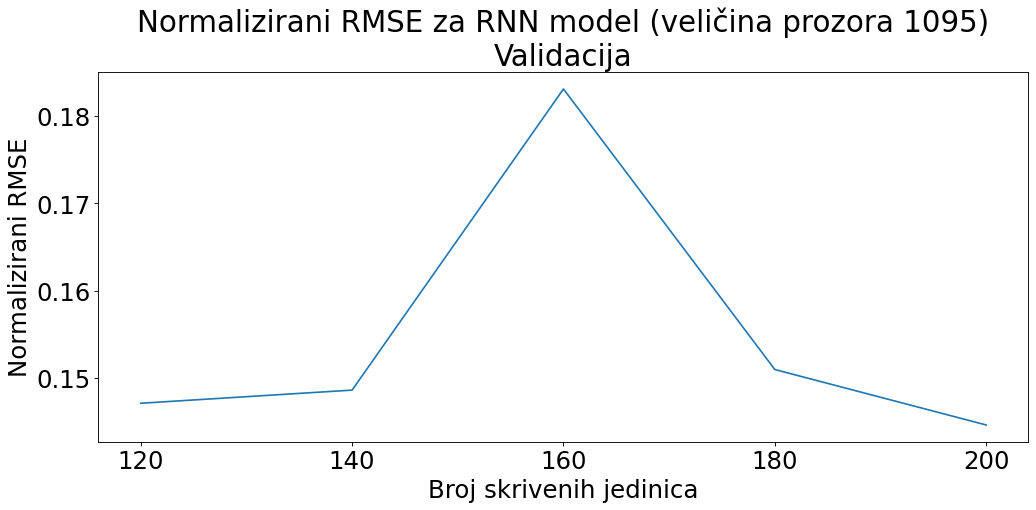 Normalizirani RMSE za RNN model (veličina prozora 1095)
Validacija
Normalizirani RMSE
0.18
0.17
0.16
0.15
120 140 160 180 200
Broj skrivenih jedinica